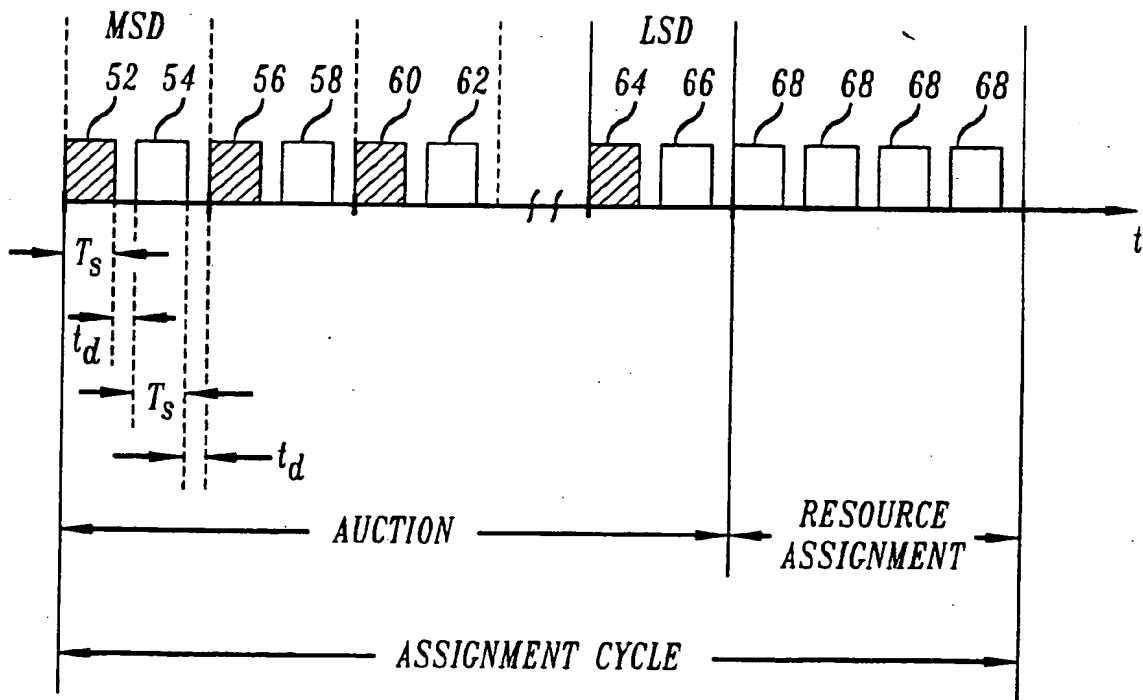 MSD LSD
52 54 56 58 60 62 64 66 68 68 68 68
t
T_s
t_d
T_s
t_d
AUCTION
RESOURCE
ASSIGNMENT
ASSIGNMENT CYCLE